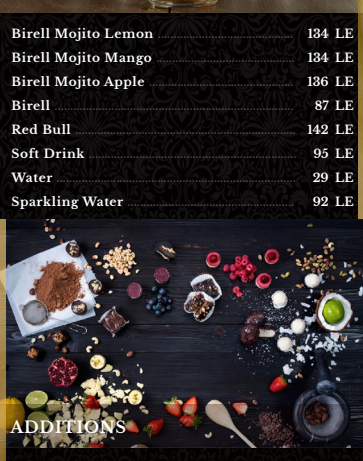 Birell Mojito Lemon 134 LE
Birell Mojito Mango 134 LE
Birell Mojito Apple 136 LE
Birell 87 LE
Red Bull 142 LE
Soft Drink 95 LE
Water 29 LE
Sparkling Water 92 LE
ADDITIONS